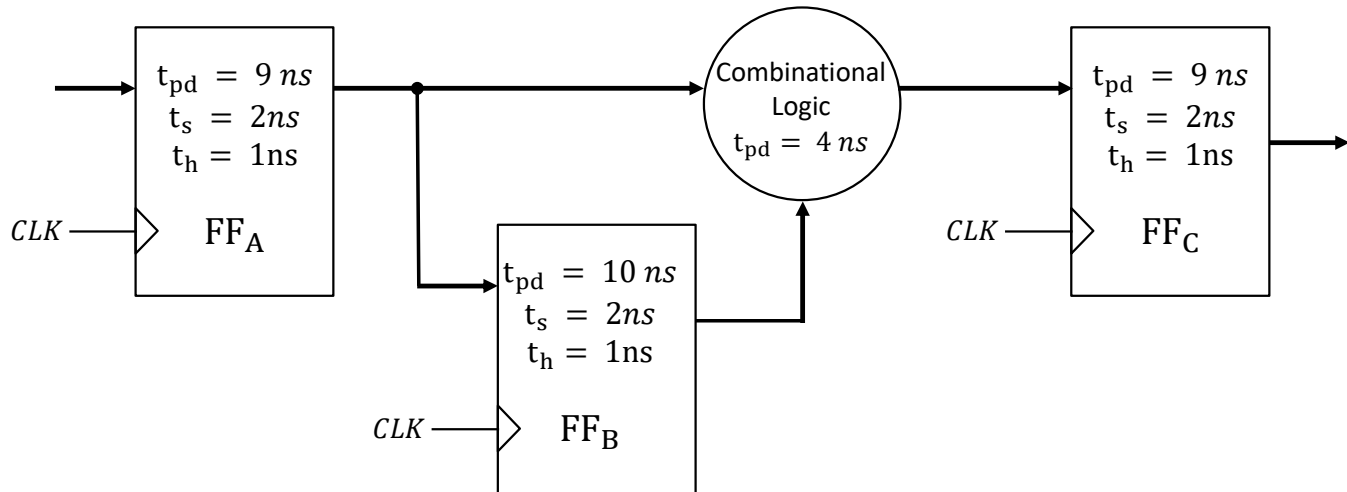 t_pd = 9 ns
t_s = 2ns
t_h = 1ns
CLK
FF_A
Combinational
Logic
t_pd = 4 ns
t_pd = 10 ns
t_s = 2ns
t_h = 1ns
CLK
FF_B
t_pd = 9 ns
t_s = 2ns
t_h = 1ns
CLK
FF_C